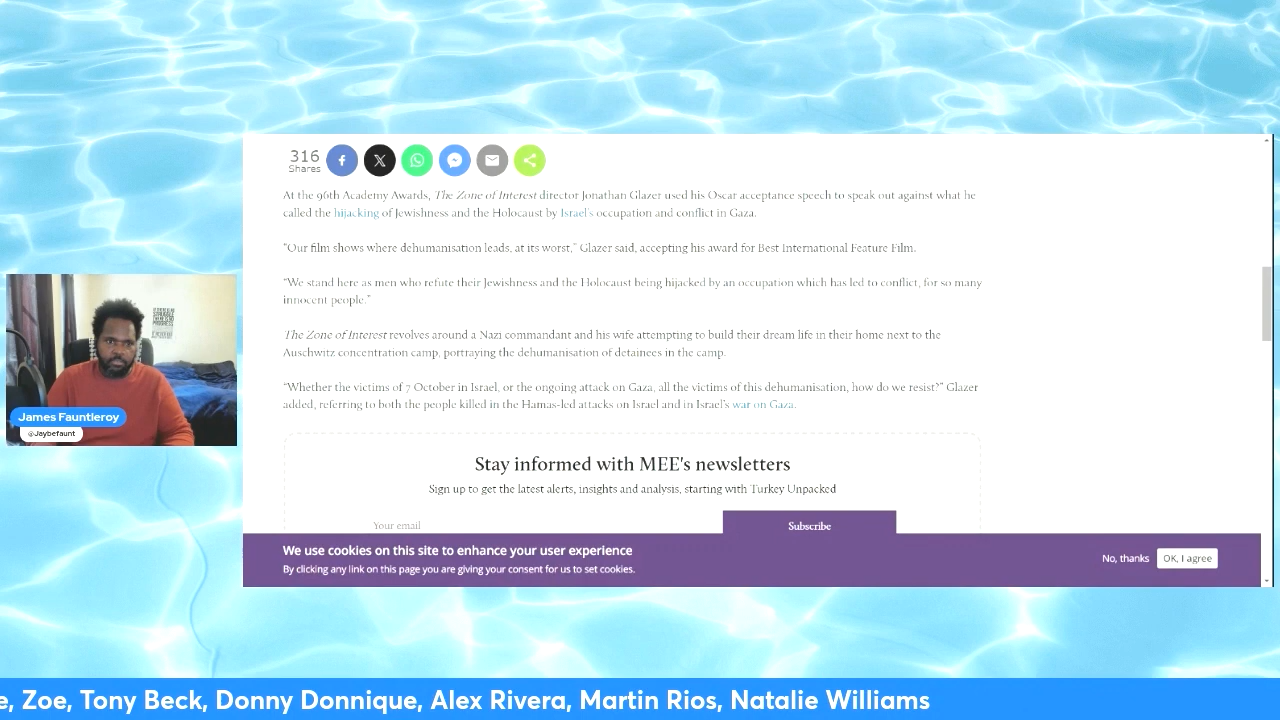 316
Shares
At the 96th Academy Awards, The Zone of Interest director Jonathan Glazer used his Oscar acceptance speech to speak out against what he
called the hijacking of Jewishness and the Holocaust by Israel's occupation and conflict in Gaza.
“Our film shows where dehumanisation leads, at its worst,” Glazer said, accepting his award for Best International Feature Film.
“We stand here as men who refute their Jewishness and the Holocaust being hijacked by an occupation which has led to conflict, for so many
innocent people.”
The Zone of Interest revolves around a Nazi commandant and his wife attempting to build their dream life in their home next to the
Auschwitz concentration camp, portraying the dehumanisation of detainees in the camp.
“Whether the victims of 7 October in Israel, or the ongoing attack on Gaza, all the victims of this dehumanisation, how do we resist?” Glazer
added, referring to both the people killed in the Hamas-led attacks on Israel and in Israel's war on Gaza.
James Fauntleroy
@Jaybefaunt
Stay informed with MEE's newsletters
Sign up to get the latest alerts, insights and analysis, starting with Turkey Unpacked
Your email
Subscribe
We use cookies on this site to enhance your user experience
By clicking any link on this page you are giving your consent for us to set cookies.
No, thanks
OK, I agree
e, Zoe, Tony Beck, Donny Donnique, Alex Rivera, Martin Rios, Natalie Williams